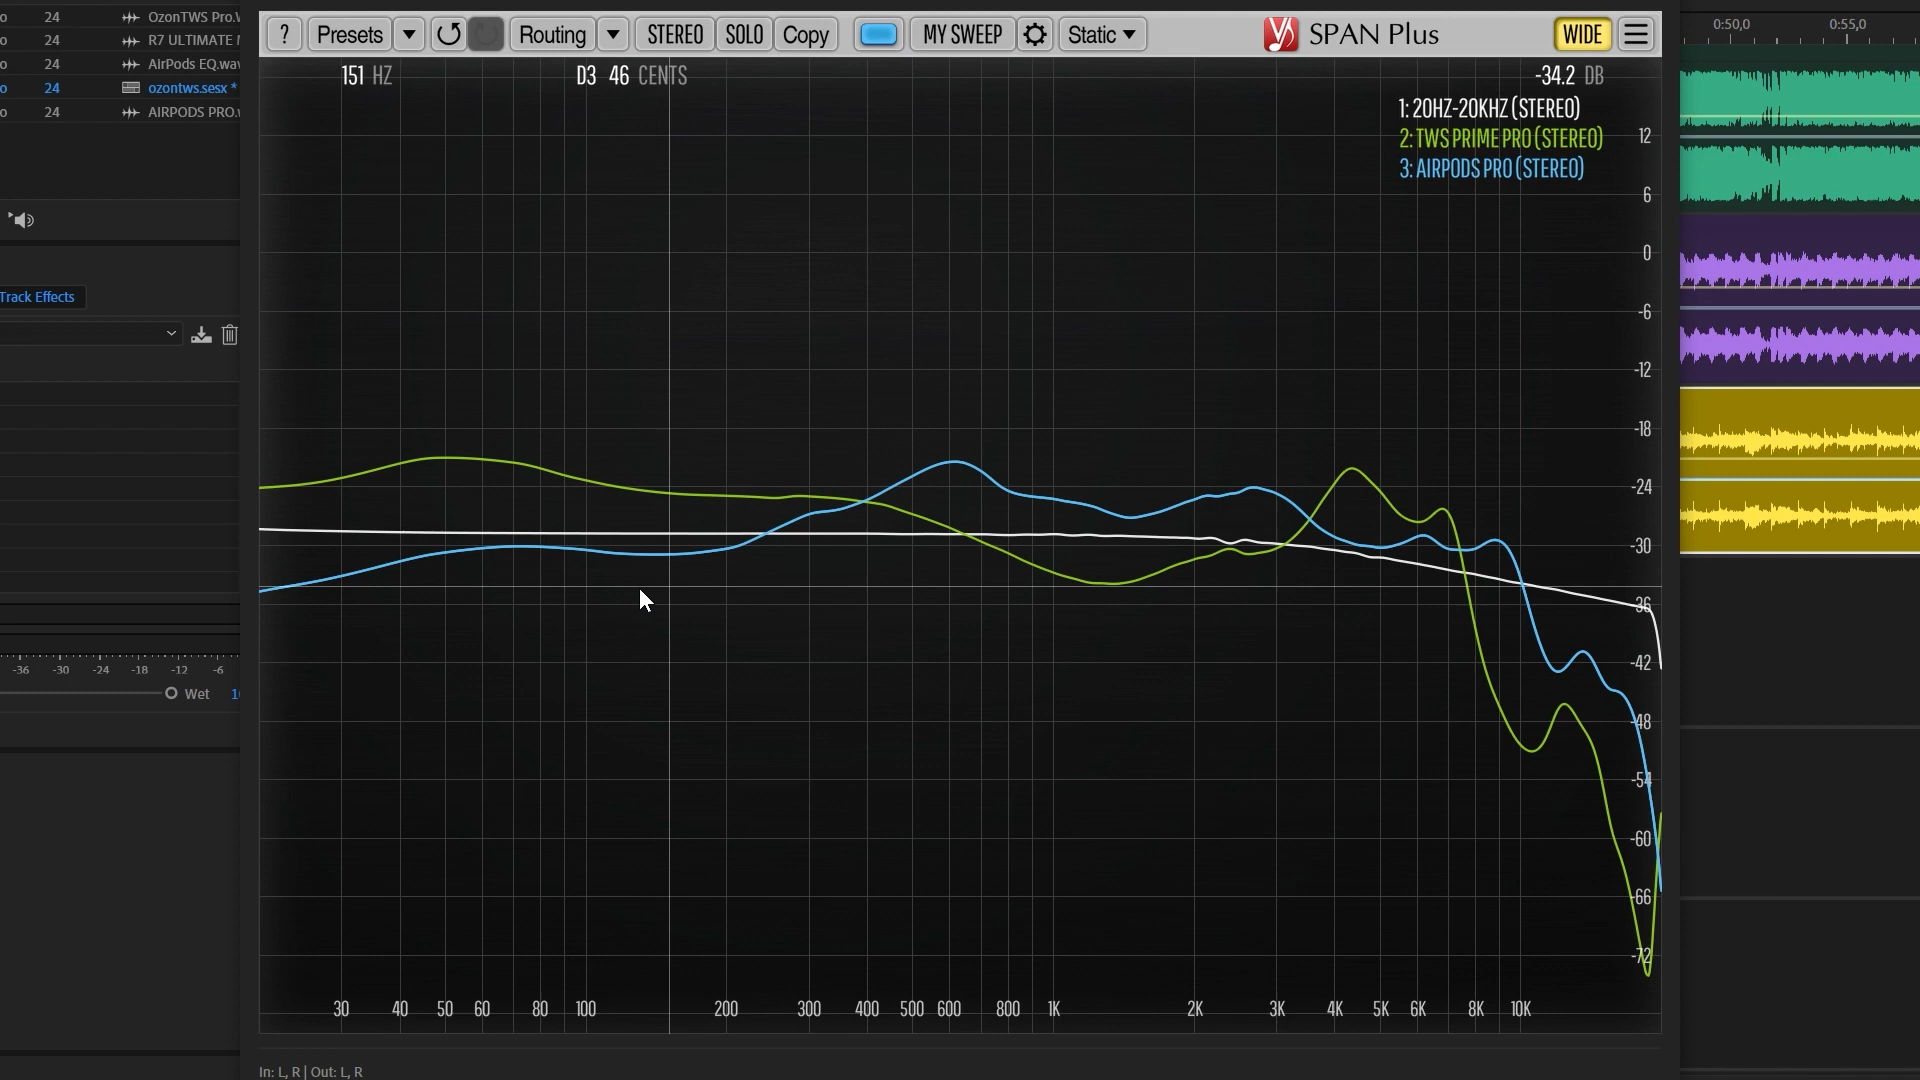 o 24 OzonTWS Pro.
o 24 R7 ULTIMATE
o 24 AirPods EQ.wav
o 24 ozontws.sesx *
24 AIRPODS PRO.
Track Effects
-36 -30 -24 -18 -12 -6
Wet
? Presets Routing STEREO SOLO Copy MY SWEEP Static SPAN Plus WIDE
151 HZ D3 46 CENTS -34.2 DB
1: 20HZ-20KHZ (STEREO)
2: TWS PRIME PRO (STEREO)
3: AIRPODS PRO (STEREO)
12
6
0
-6
-12
-18
-24
-30
-36
-42
-48
-54
-60
-66
-72
30 40 50 60 80 100 200 300 400 500 600 800 1K 2K 3K 4K 5K 6K 8K 10K
In: L, R | Out: L, R
0:50,0 0:55,0